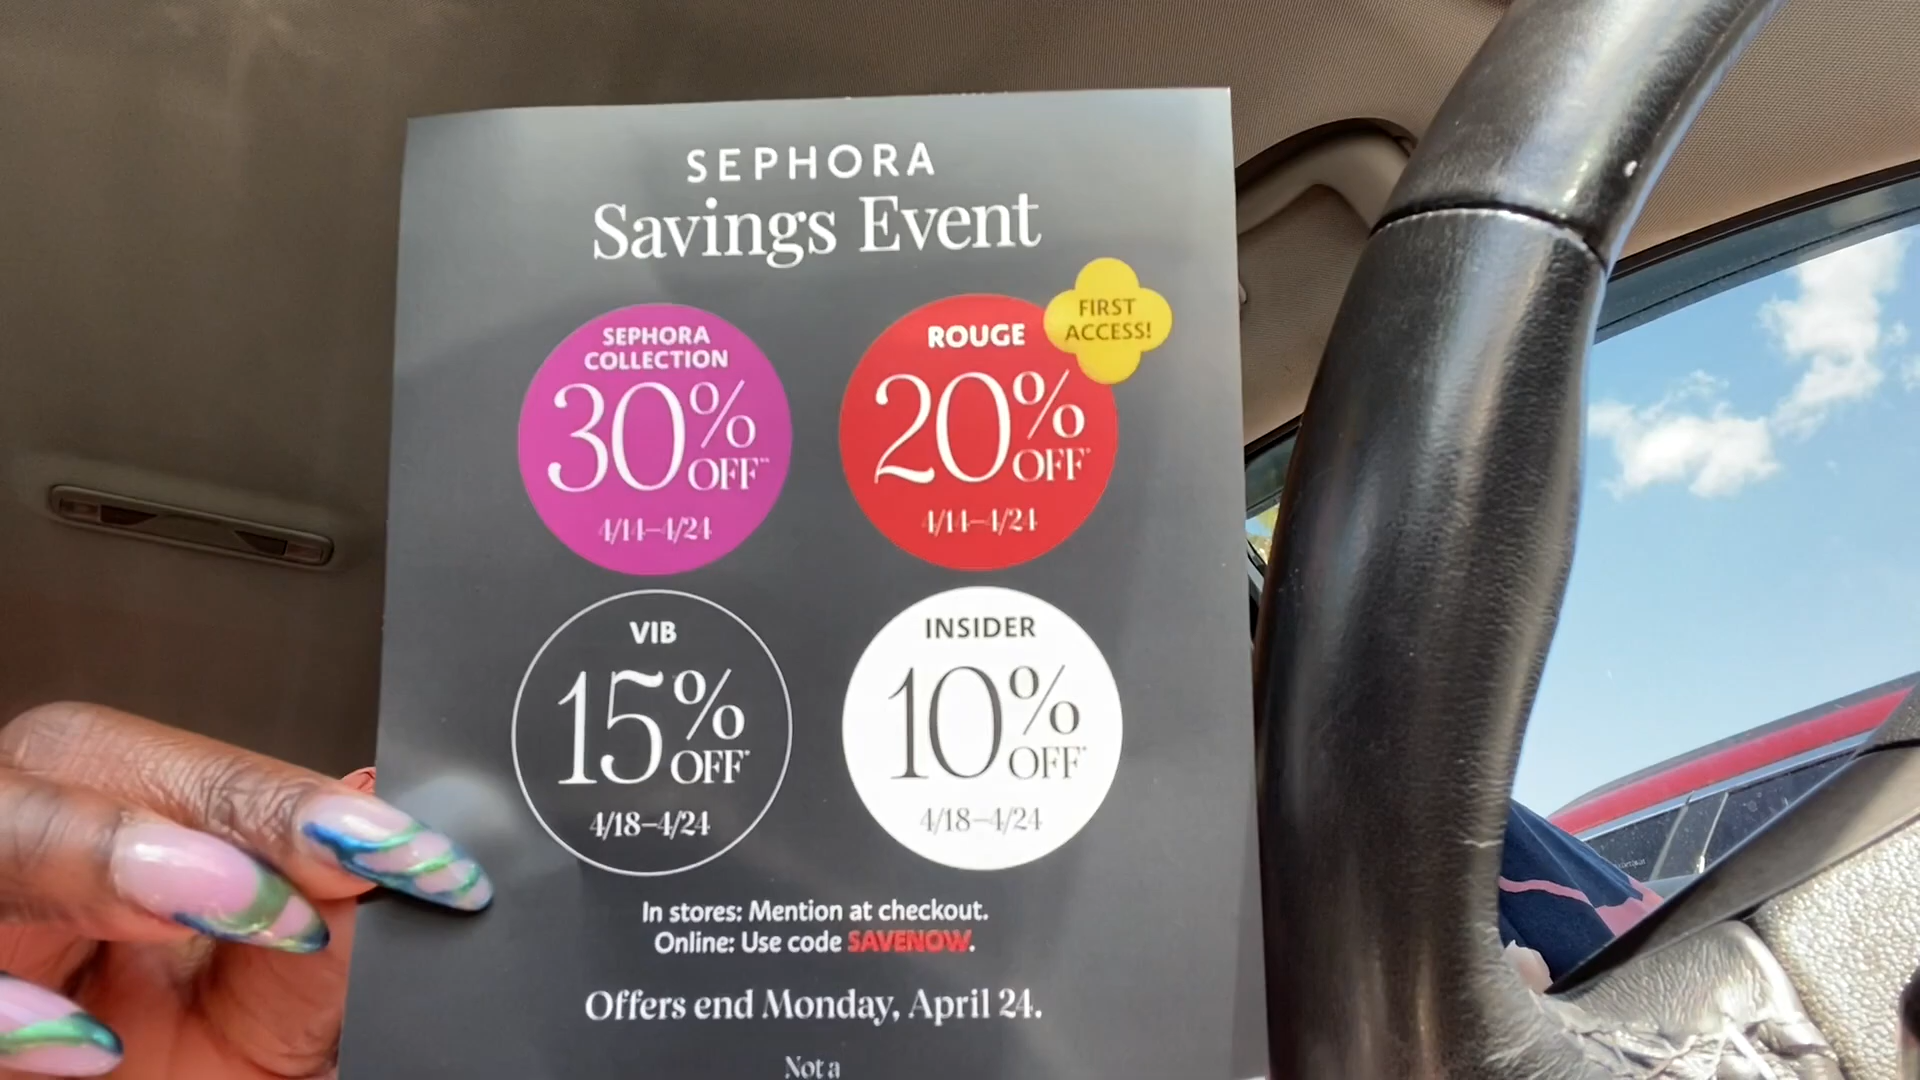 SEPHORA
Savings Event
FIRST
ACCESS!
SEPHORA
COLLECTION
30%
OFF**
4/14–4/24
ROUGE
20%
OFF*
4/14–4/24
VIB
15%
OFF*
4/18–4/24
INSIDER
10%
OFF*
4/18–4/24
In stores: Mention at checkout.
Online: Use code SAVENOW.
Offers end Monday, April 24.
Not a